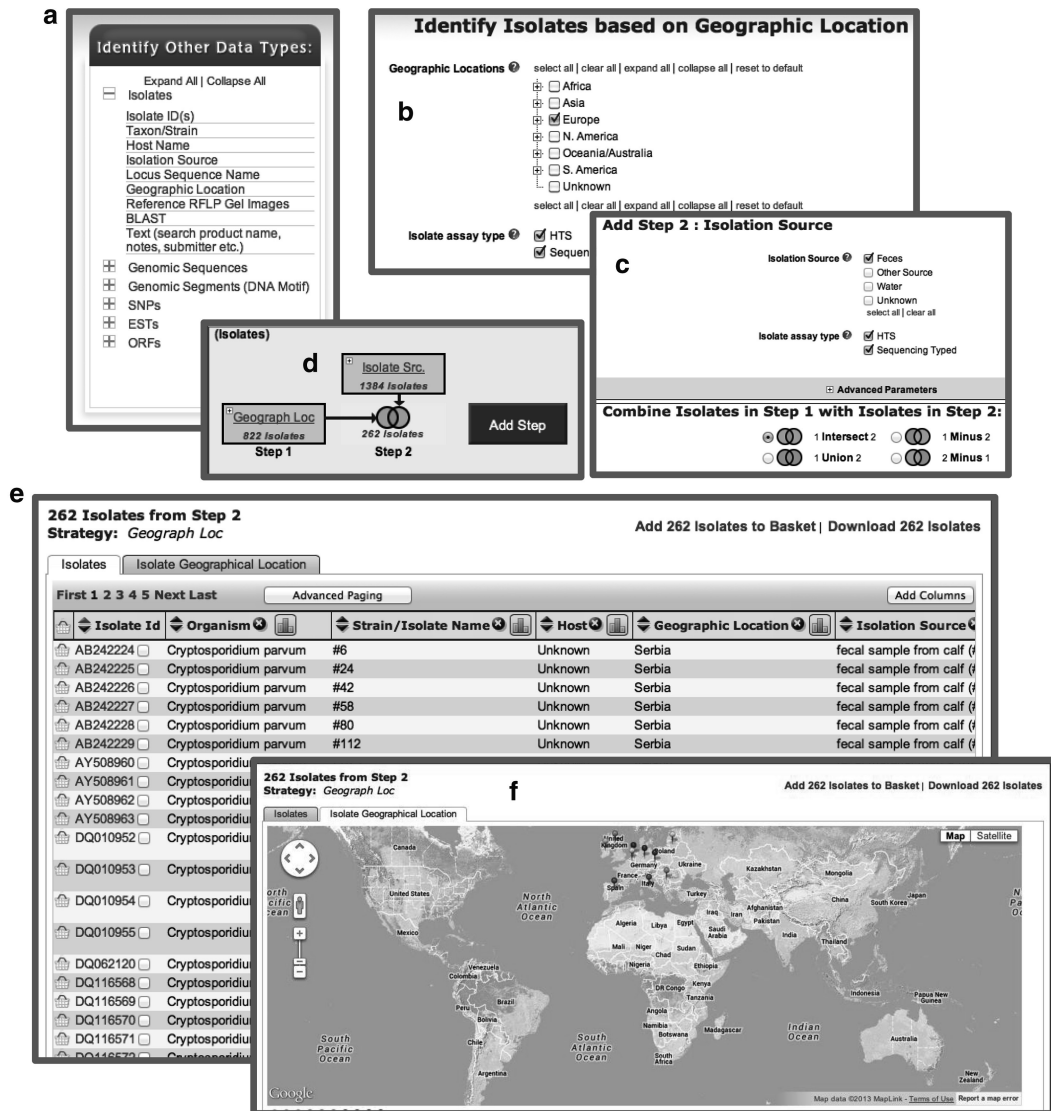 a
Identify Other Data Types:
Expand All | Collapse All
Isolates
Isolate ID(s)
Taxon/Strain
Host Name
Isolation Source
Locus Sequence Name
Geographic Location
Reference RFLP Gel Images
BLAST
Text (search product name,
notes, submitter etc.)
Genomic Sequences
Genomic Segments (DNA Motif)
SNPs
ESTs
ORFs
b
Identify Isolates based on Geographic Location
Geographic Locations
select all | clear all | expand all | collapse all | reset to default
Africa
Asia
Europe
N. America
Oceania/Australia
S. America
Unknown
select all | clear all | expand all | collapse all | reset to default
Isolate assay type
HTS
Sequen
c
Add Step 2 : Isolation Source
Isolation Source
Feces
Other Source
Water
Unknown
select all | clear all
Isolate assay type
HTS
Sequencing Typed
Advanced Parameters
Combine Isolates in Step 1 with Isolates in Step 2:
1 Intersect 2
1 Minus 2
1 Union 2
2 Minus 1
d
(Isolates)
Isolate Src.
1384 Isolates
Geograph Loc
822 Isolates
262 Isolates
Step 1
Step 2
Add Step
e
262 Isolates from Step 2
Strategy: Geograph Loc
Add 262 Isolates to Basket | Download 262 Isolates
Isolates
Isolate Geographical Location
First 1 2 3 4 5 Next Last
Advanced Paging
Add Columns
Isolate Id Organism Strain/Isolate Name Host Geographic Location Isolation Source
AB242224 Cryptosporidium parvum #6 Unknown Serbia fecal sample from calf (#
AB242225 Cryptosporidium parvum #24 Unknown Serbia fecal sample from calf (#
AB242226 Cryptosporidium parvum #42 Unknown Serbia fecal sample from calf (#
AB242227 Cryptosporidium parvum #58 Unknown Serbia fecal sample from calf (#
AB242228 Cryptosporidium parvum #80 Unknown Serbia fecal sample from calf (#
AB242229 Cryptosporidium parvum #112 Unknown Serbia fecal sample from calf (#
AY508960 Cryptosporidiu
AY508961 Cryptosporidiu
AY508962 Cryptosporidiu
AY508963 Cryptosporidiu
DQ010952 Cryptosporidiu
DQ010953 Cryptosporidiu
DQ010954 Cryptosporidiu
DQ010955 Cryptosporidiu
DQ062120 Cryptosporidiu
DQ116568 Cryptosporidiu
DQ116569 Cryptosporidiu
DQ116570 Cryptosporidiu
DQ116571 Cryptosporidiu
DQ116572 Cryptosporidiu
f
262 Isolates from Step 2
Strategy: Geograph Loc
Add 262 Isolates to Basket | Download 262 Isolates
Isolates
Isolate Geographical Location
Map
Satellite
Canada
United
Kingdom
Poland
Germany
Ukraine
France
Spain
Italy
Kazakhstan
Mongolia
United States
North
Atlantic
Ocean
Turkey
China
South Korea
Japan
Afghanistan
Iraq
Iran
Pakistan
Mexico
Algeria
Libya
Egypt
Saudi
Arabia
India
Thailand
Mali
Niger
Chad
Sudan
Nigeria
Ethiopia
Venezuela
Colombia
DR Congo
Kenya
Tanzania
Indonesia
Papua New
Guinea
Peru
Brazil
Bolivia
Angola
Namibia
Botswana
Madagascar
Indian
Ocean
Australia
South
Pacific
Ocean
Chile
South
Atlantic
Ocean
South
Africa
Argentina
New
Zealand
Google
Map data ©2013 MapLink - Terms of Use
Report a map error